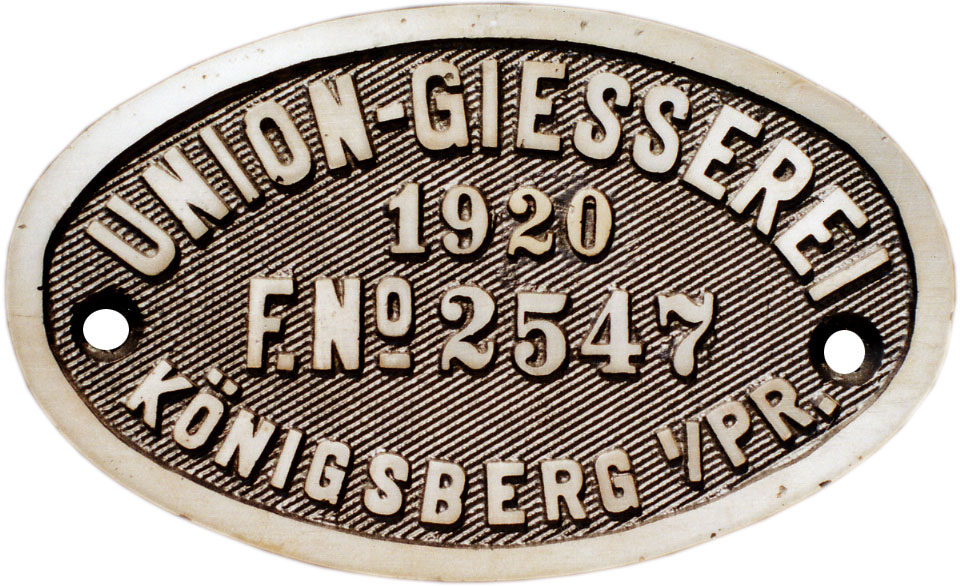 UNION-GIESSEREI
1920
F.Nº 2547
KÖNIGSBERG I/PR.